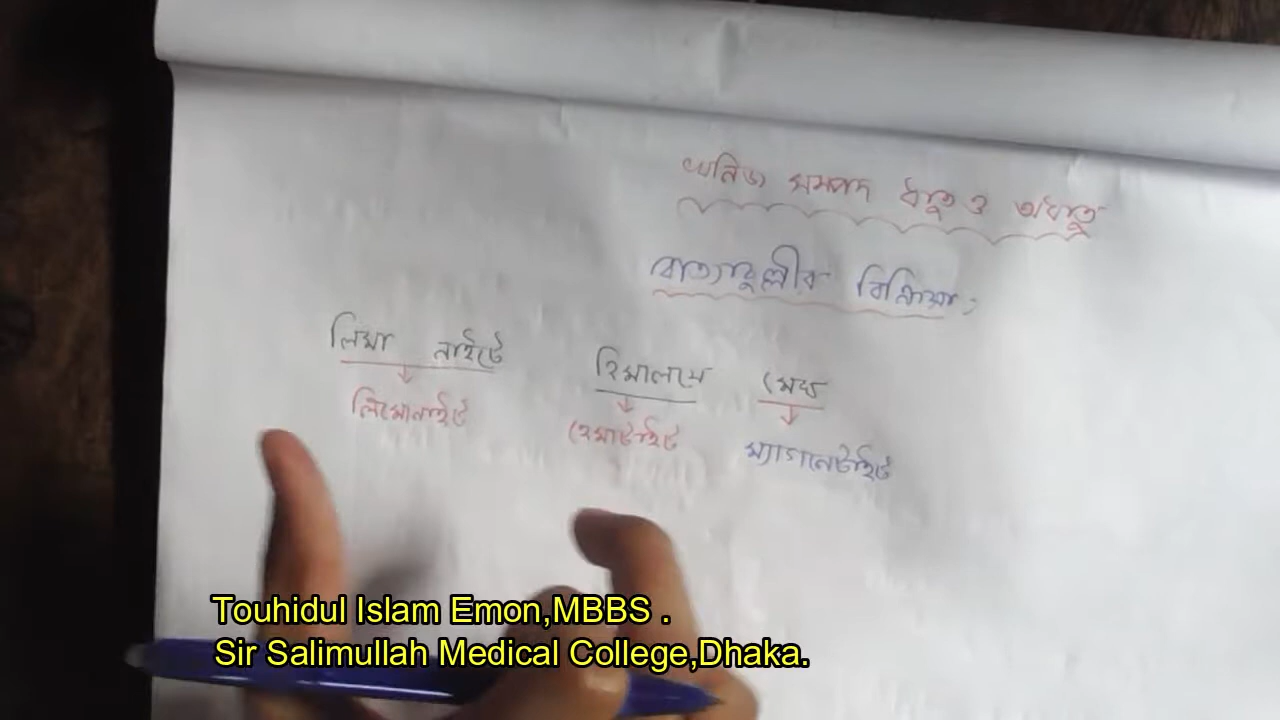 খনিজ সম্পদ ধাতু ও অধাতু
বাত্যাচুল্লীর বিক্রিয়া:
লিমা নাইটে হিমালয়ে মেঘ
লিমোনাইট হেমাটাইট ম্যাগনেটাইট
Touhidul Islam Emon,MBBS .
Sir Salimullah Medical College,Dhaka.